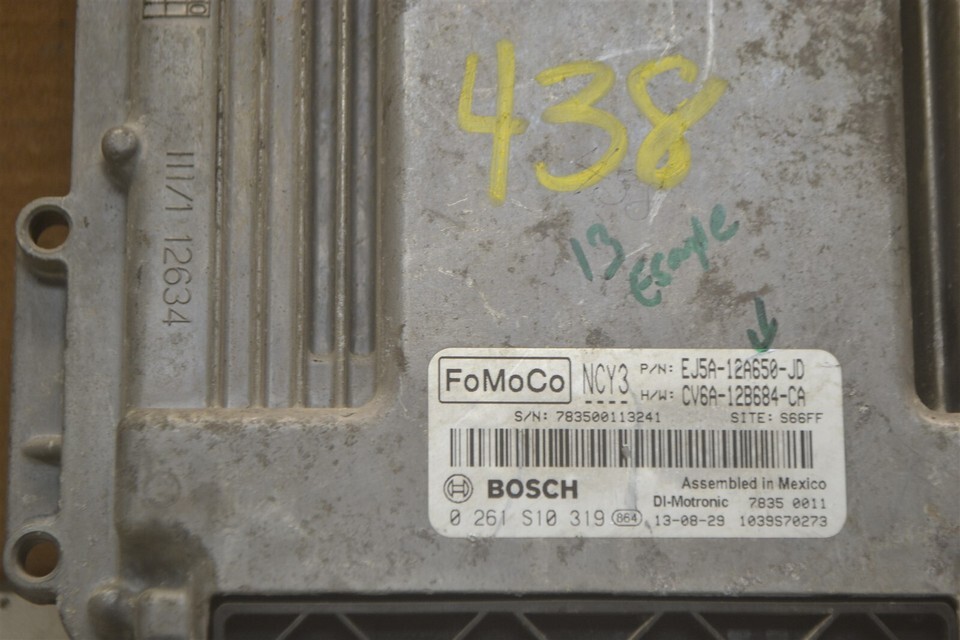 438
13
Escape
III/1 12634
FoMoCo NCY3 P/N: EJ5A-12A650-JD
H/W: CV6A-12B684-CA
S/N: 783500113241 SITE: S66FF
BOSCH Assembled in Mexico
DI-Motronic 7835 0011
0 261 S10 319 864 13-08-29 1039S70273